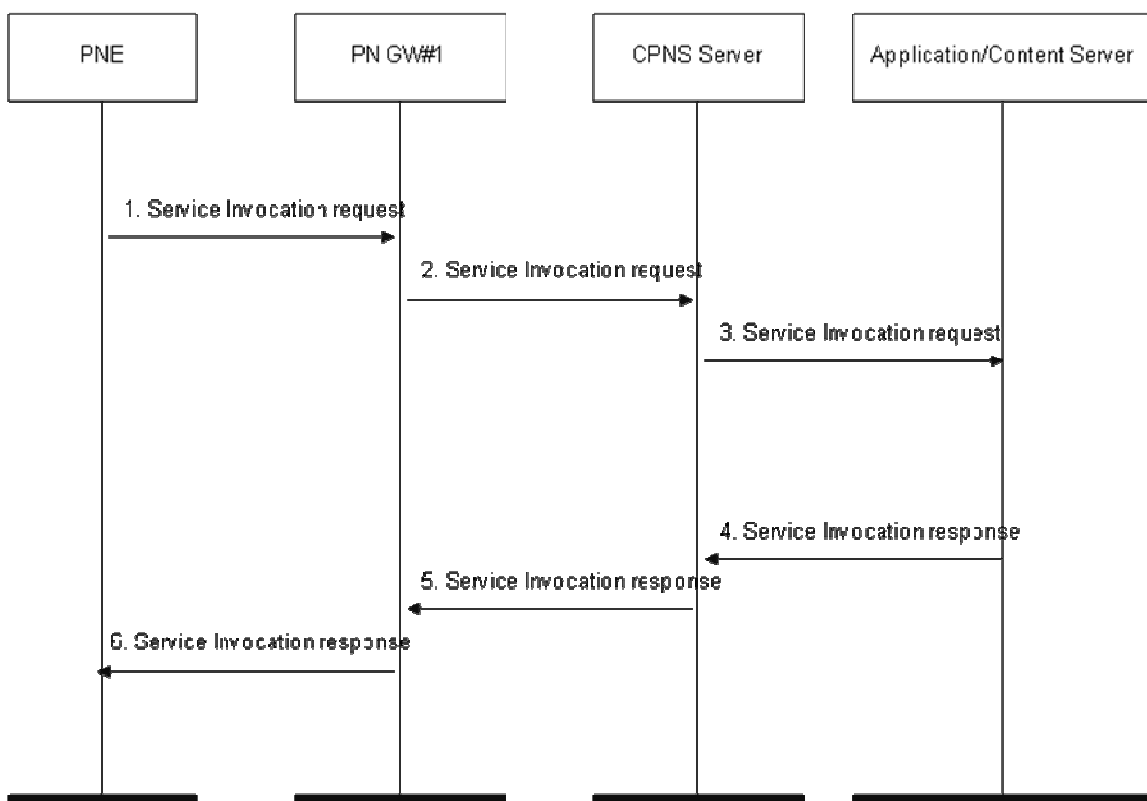 PNE
PN GW#1
CPNS Server
Application/Content Server
1. Service Invocation request
2. Service Invocation request
3. Service Invocation request
4. Service Invocation response
5. Service Invocation response
6. Service Invocation response